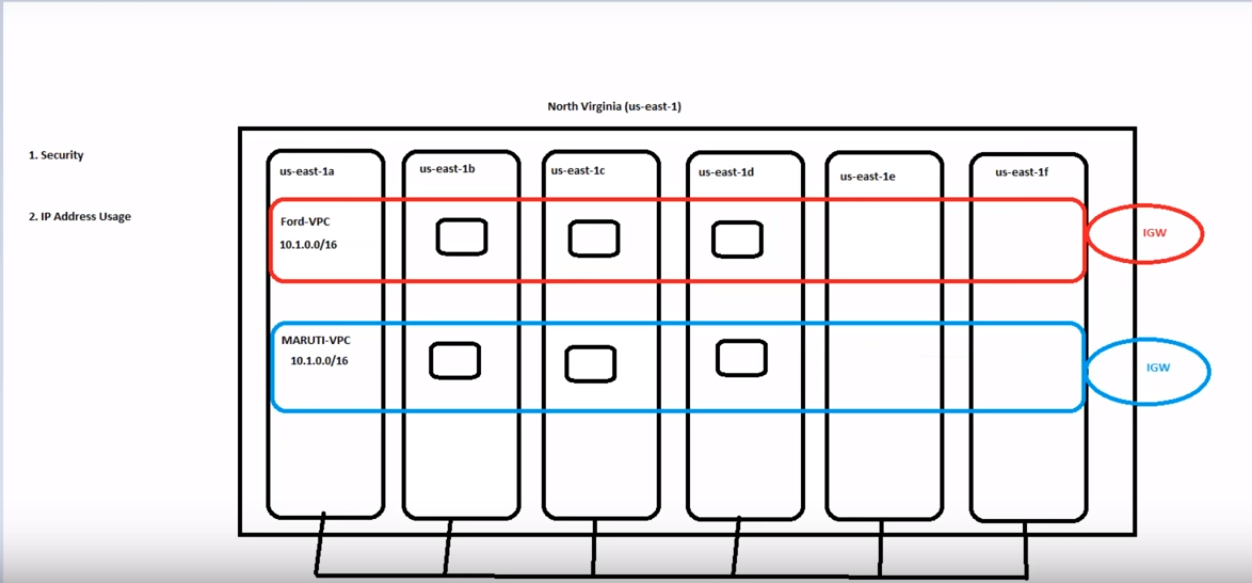 North Virginia (us-east-1)
1. Security
2. IP Address Usage
us-east-1a
us-east-1b
us-east-1c
us-east-1d
us-east-1e
us-east-1f
Ford-VPC
10.1.0.0/16
IGW
MARUTI-VPC
10.1.0.0/16
IGW